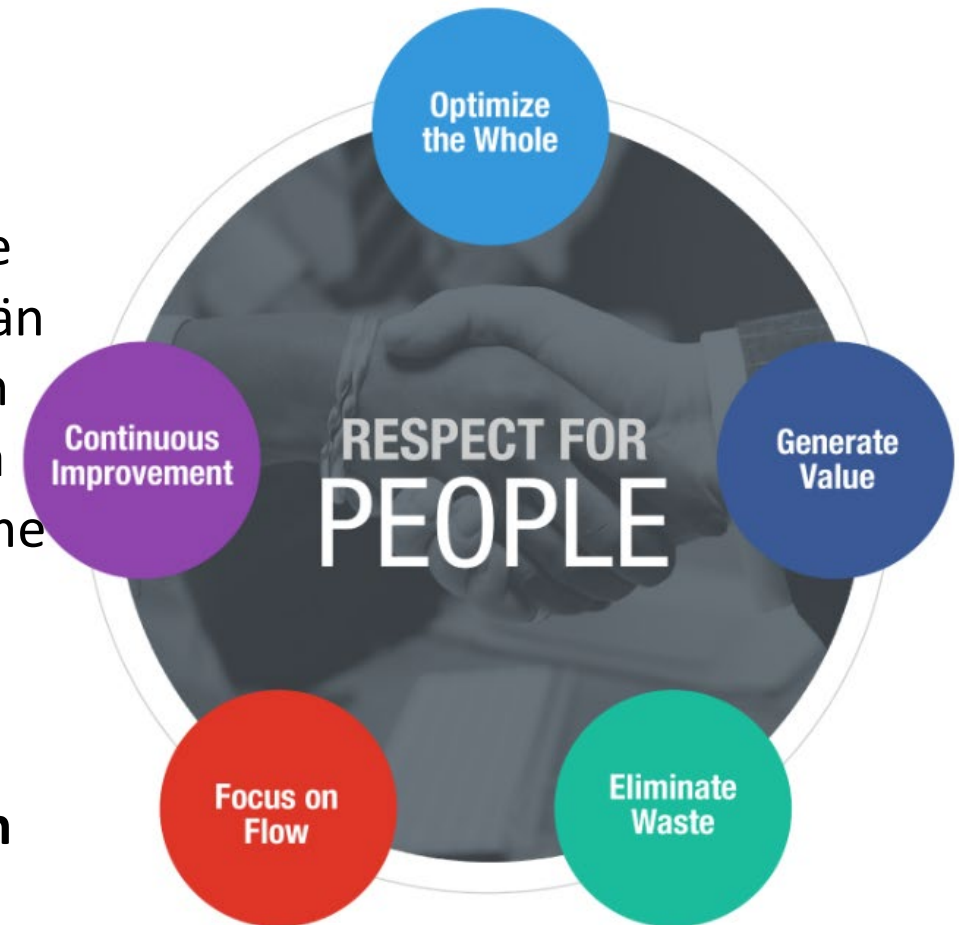 Optimize
the Whole
Continuous
Improvement
RESPECT FOR
PEOPLE
Generate
Value
Focus on
Flow
Eliminate
Waste